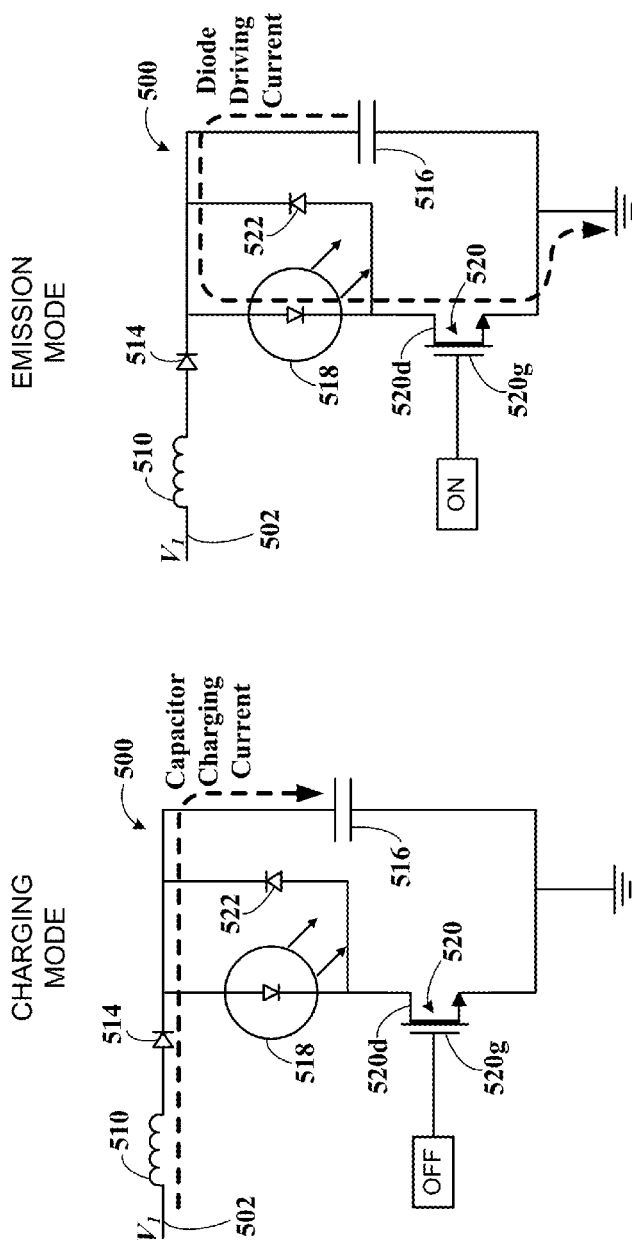 CHARGING
MODE
500
Capacitor
Charging
Current
514
510
V1
502
522
516
518
520
520d
520g
OFF
EMISSION
MODE
500
Diode
Driving
Current
514
510
V1
502
522
516
518
520
520d
520g
ON